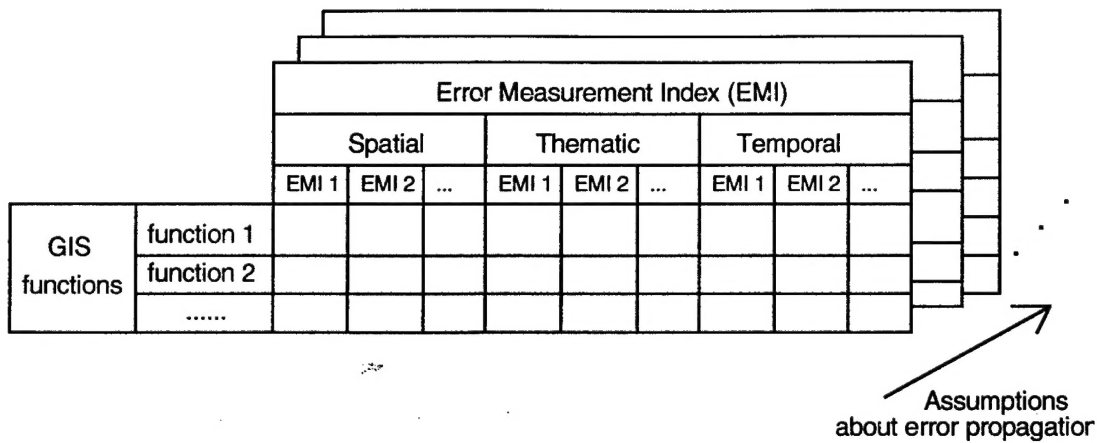 Error Measurement Index (EMI)
Spatial Thematic Temporal
EMI 1 EMI 2 ... EMI 1 EMI 2 ... EMI 1 EMI 2 ...
GIS
functions
function 1
function 2
......
Assumptions
about error propagation